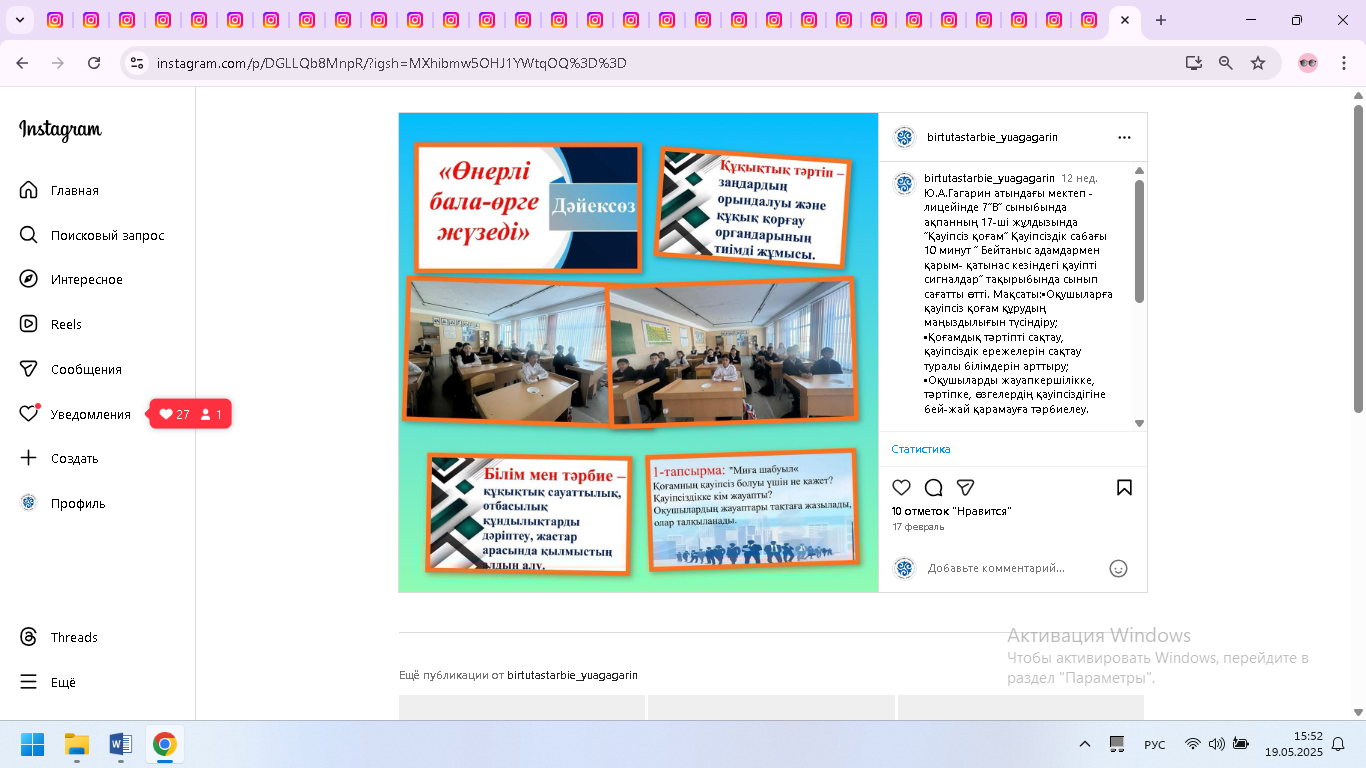 instagram.com/p/DGLLQb8MnpR/?igsh=MXhibmw5OHJ1YWtqOQ%3D%3D
Instagram
Главная
Поисковый запрос
Интересное
Reels
Сообщения
Уведомления
27 1
Создать
Профиль
Threads
Ещё
«Өнерлі
бала-өрге
жүзеді»
Дәйексөз
Құқықтық тәртіп –
заңдардың
орындалуы және
құқық қорғау
органдарының
тиімді жұмысы.
Білім мен тәрбие –
құқықтық сауаттылық,
отбасылық
құндылықтарды
дәріптеу, жастар
арасында қылмыстың
алдын алу.
1-тапсырма: "Миға шабуыл«
Қоғамның қауіпсіз болуы үшін не қажет?
Қауіпсіздікке кім жауапты?
Оқушылардың жауаптары тақтаға жазылады,
олар талқыланады.
birtutastarbie_yuagagarin
birtutastarbie_yuagagarin 12 нед.
Ю.А.Гагарин атындағы мектеп -
лицейінде 7˝В˝ сыныбында
ақпанның 17-ші жұлдызында
˝Қауіпсіз қоғам˝ Қауіпсіздік сабағы
10 минут ˝ Бейтаныс адамдармен
қарым- қатынас кезіндегі қауіпті
сигналдар˝ тақырыбында сынып
сағатты өтті. Мақсаты:•Оқушыларға
қауіпсіз қоғам құрудың
маңыздылығын түсіндіру;
•Қоғамдық тәртіпті сақтау,
қауіпсіздік ережелерін сақтау
туралы білімдерін арттыру;
•Оқушыларды жауапкершілікке,
тәртіпке, өзгелердің қауіпсіздігіне
бей-жай қарамауға тәрбиелеу.
Статистика
10 отметок "Нравится"
17 февраль
Добавьте комментарий...
Ещё публикации от birtutastarbie_yuagagarin
Активация Windows
Чтобы активировать Windows, перейдите в
раздел "Параметры".
РУС
15:52
19.05.2025